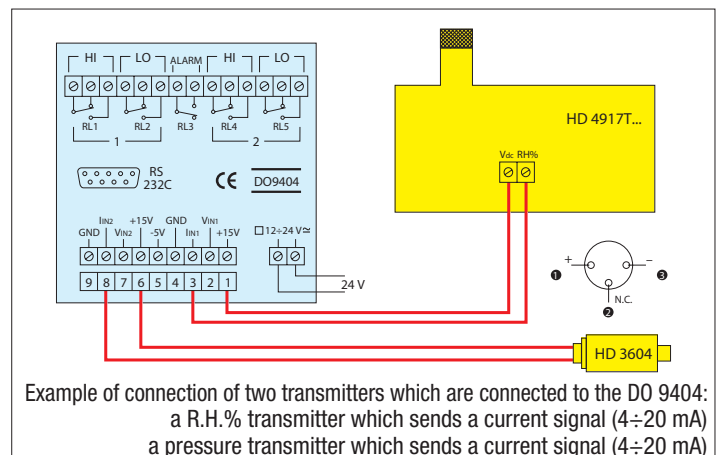 HI LO ALARM HI LO
RL1 RL2 RL3 RL4 RL5
1 2
RS
232C
CE DO9404
IIN2 +15V GND VIN1
GND VIN2 -5V IIN1 +15V
12÷24 V≃
9 8 7 6 5 4 3 2 1
24 V
HD 4917T...
Vdc RH%
+ −
❶ ❸
N.C.
❷
HD 3604
Example of connection of two transmitters which are connected to the DO 9404:
a R.H.% transmitter which sends a current signal (4÷20 mA)
a pressure transmitter which sends a current signal (4÷20 mA)